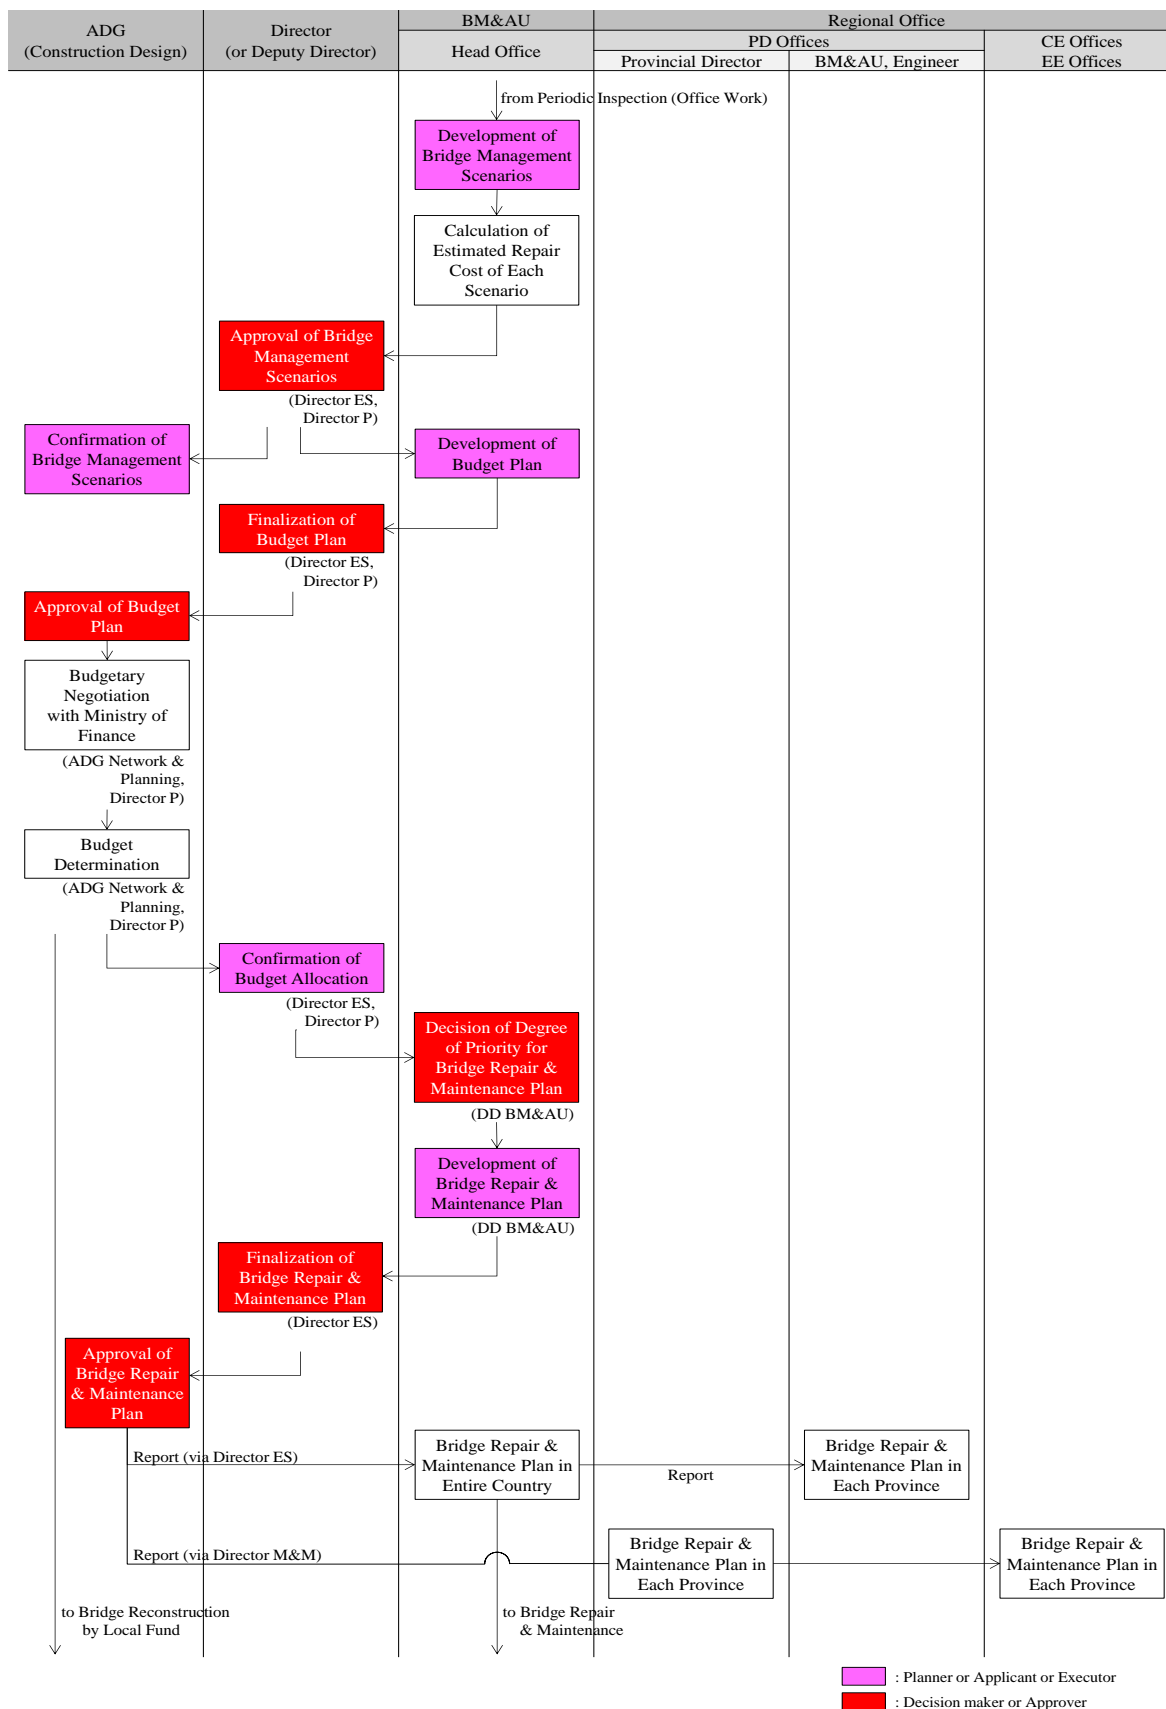 ADG
(Construction Design)
Director
(or Deputy Director)
BM&AU
Head Office
Regional Office
PD Offices
Provincial Director
BM&AU, Engineer
CE Offices
EE Offices
from Periodic Inspection (Office Work)
Development of
Bridge Management
Scenarios
Calculation of
Estimated Repair
Cost of Each
Scenario
Approval of Bridge
Management
Scenarios
(Director ES,
Director P)
Confirmation of
Bridge Management
Scenarios
Development of
Budget Plan
Finalization of
Budget Plan
(Director ES,
Director P)
Approval of Budget
Plan
Budgetary
Negotiation
with Ministry of
Finance
(ADG Network &
Planning,
Director P)
Budget
Determination
(ADG Network &
Planning,
Director P)
Confirmation of
Budget Allocation
(Director ES,
Director P)
Decision of Degree
of Priority for
Bridge Repair &
Maintenance Plan
(DD BM&AU)
Development of
Bridge Repair &
Maintenance Plan
(DD BM&AU)
Finalization of
Bridge Repair &
Maintenance Plan
(Director ES)
Approval of
Bridge Repair
& Maintenance
Plan
Report (via Director ES)
Bridge Repair &
Maintenance Plan in
Entire Country
Report
Bridge Repair &
Maintenance Plan in
Each Province
Report (via Director M&M)
Bridge Repair &
Maintenance Plan in
Each Province
Bridge Repair &
Maintenance Plan in
Each Province
to Bridge Reconstruction
by Local Fund
to Bridge Repair
& Maintenance
: Planner or Applicant or Executor
: Decision maker or Approver